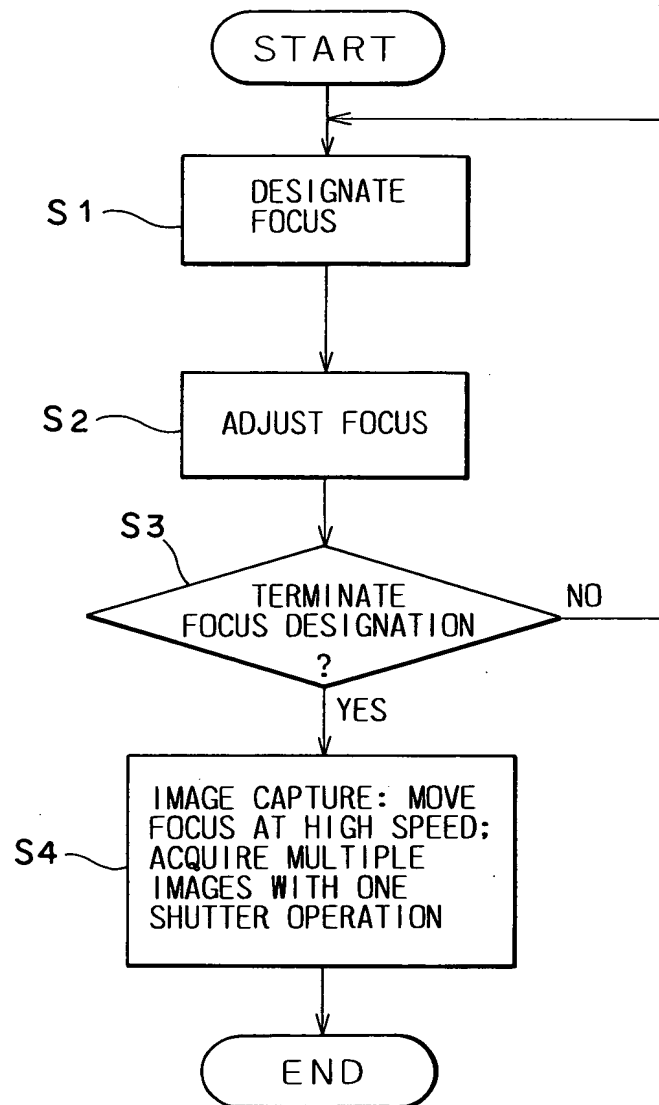 START
S1
DESIGNATE
FOCUS
S2
ADJUST FOCUS
S3
TERMINATE
FOCUS DESIGNATION
?
NO
YES
S4
IMAGE CAPTURE: MOVE
FOCUS AT HIGH SPEED;
ACQUIRE MULTIPLE
IMAGES WITH ONE
SHUTTER OPERATION
END